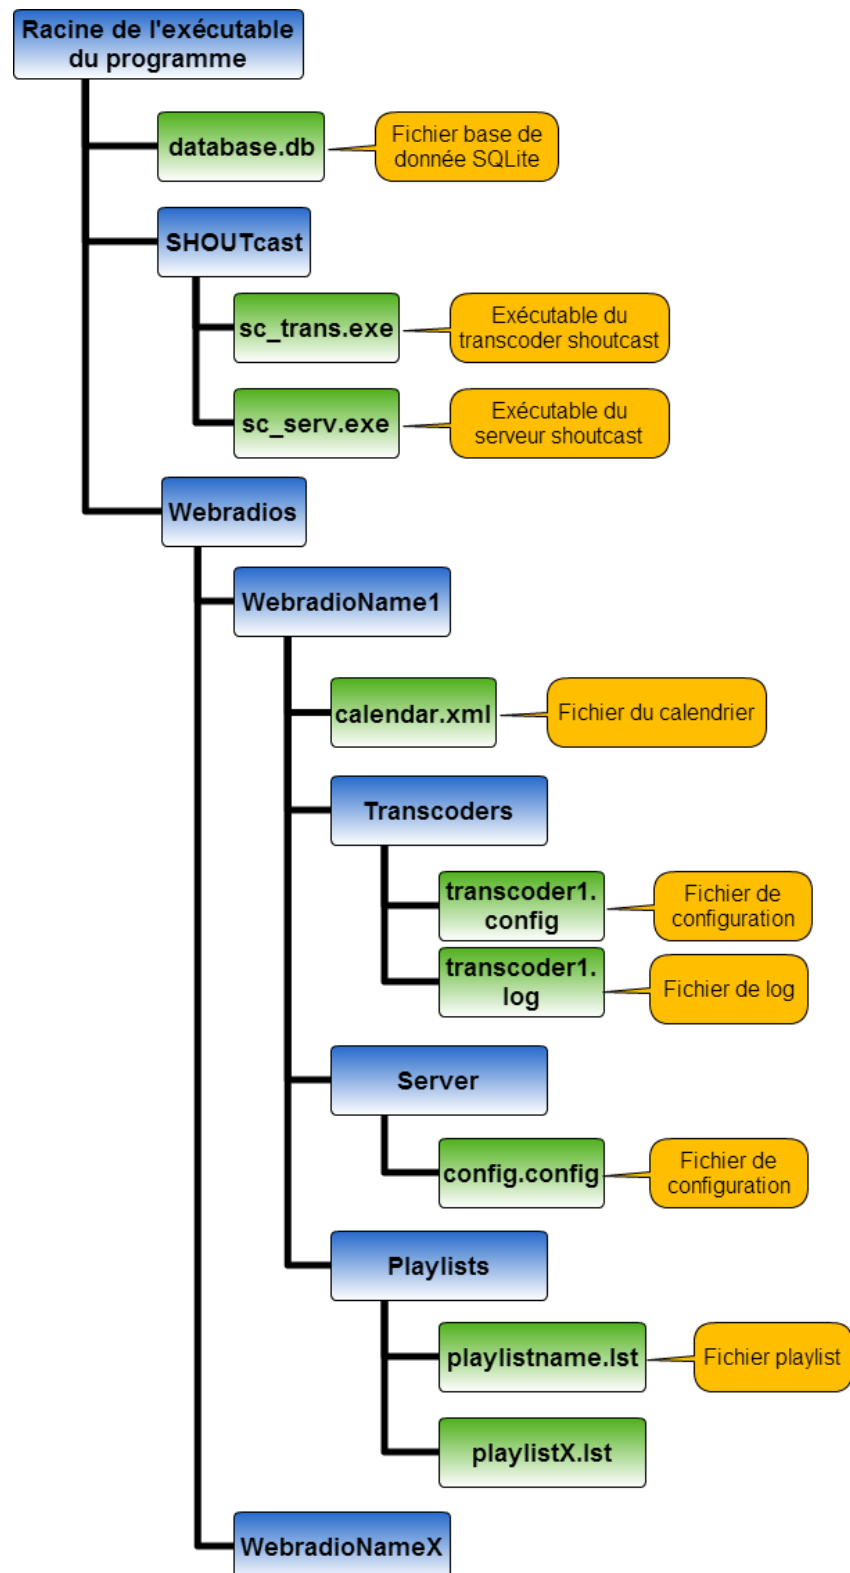 Racine de l'exécutable
du programme
database.db
Fichier base de
donnée SQLite
SHOUTcast
sc_trans.exe
Exécutable du
transcoder shoutcast
sc_serv.exe
Exécutable du
serveur shoutcast
Webradios
WebradioName1
calendar.xml
Fichier du calendrier
Transcoders
transcoder1.
config
Fichier de
configuration
transcoder1.
log
Fichier de log
Server
config.config
Fichier de
configuration
Playlists
playlistname.lst
Fichier playlist
playlistX.lst
WebradioNameX